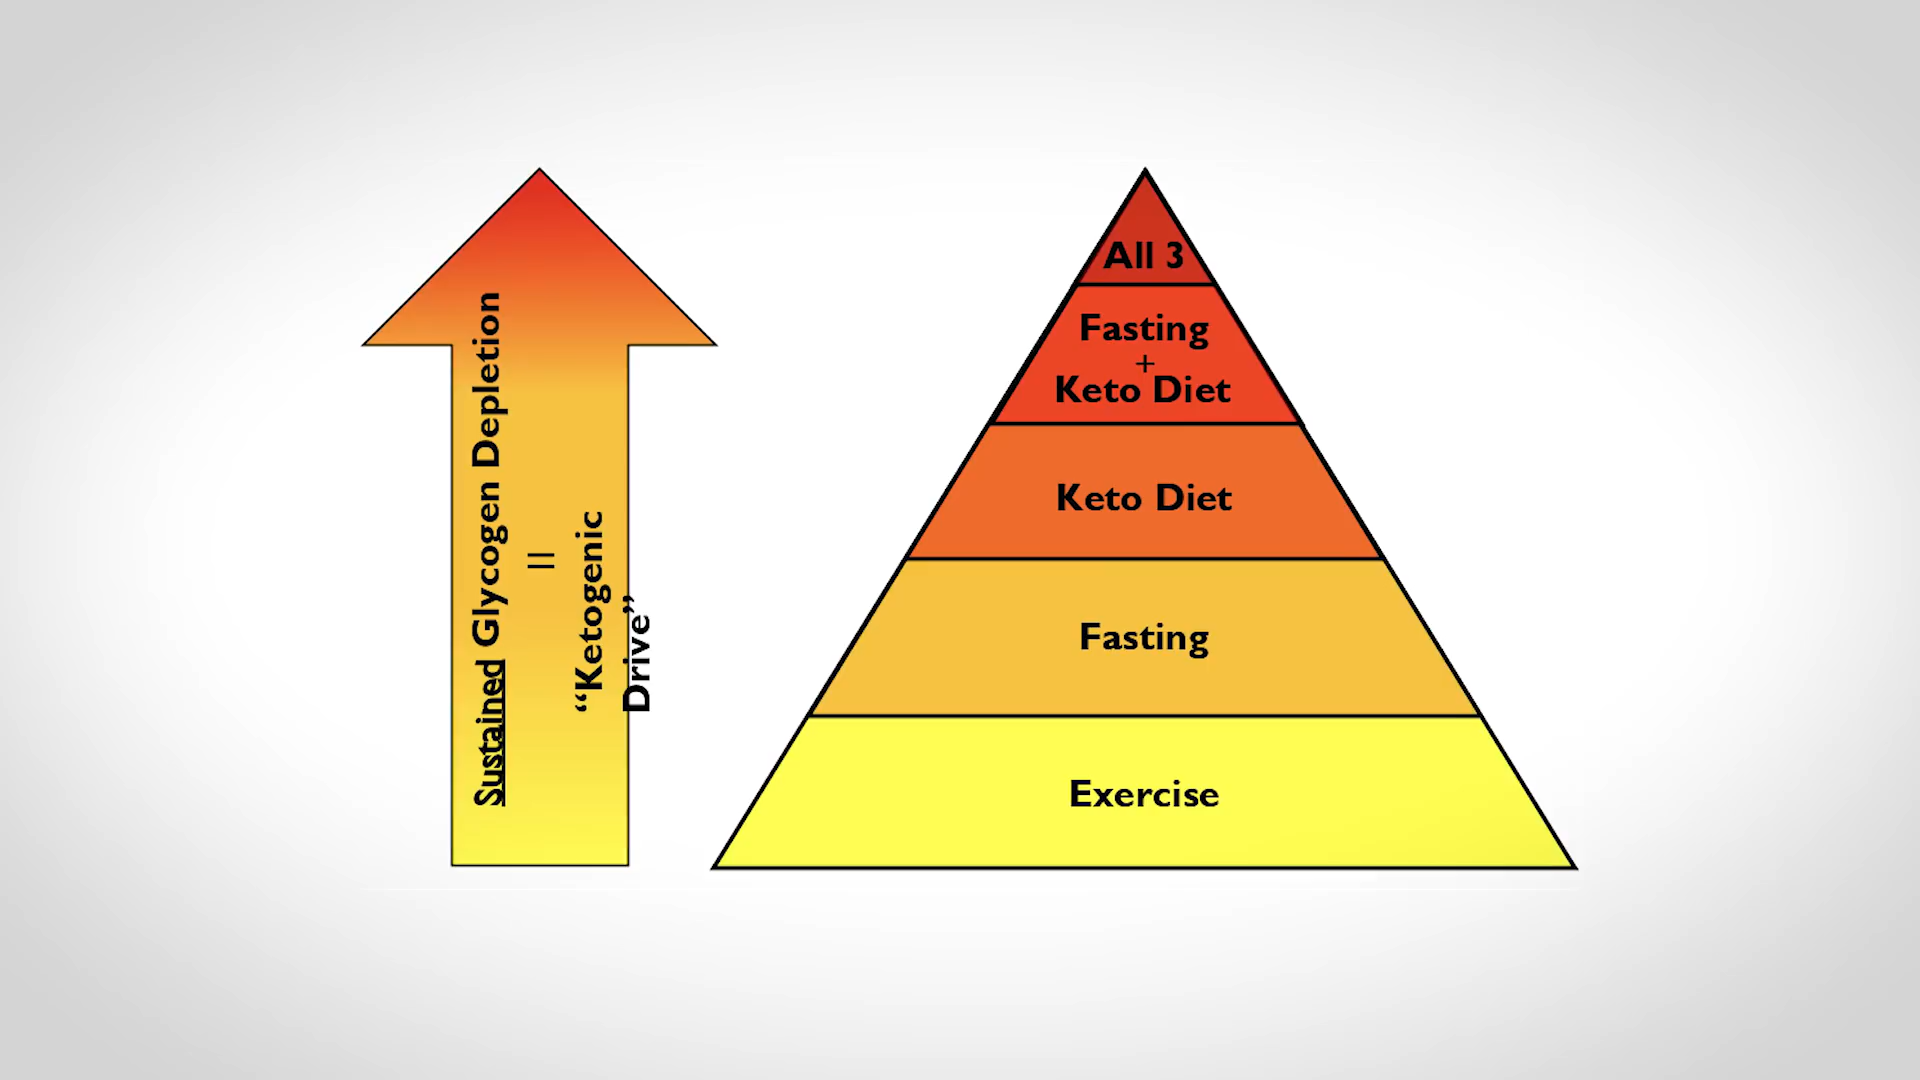 Sustained Glycogen Depletion
=
“Ketogenic
Drive”
All 3
Fasting
+
Keto Diet
Keto Diet
Fasting
Exercise